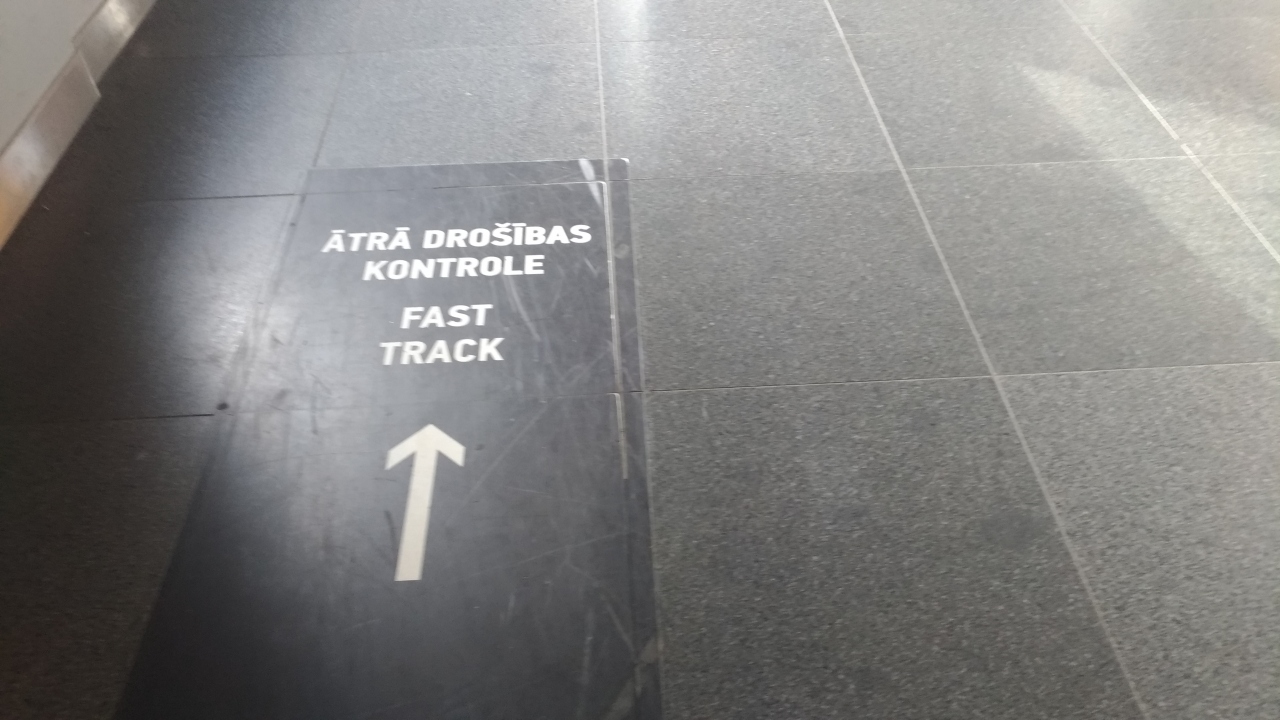 ĀTRĀ DROŠĪBAS
KONTROLE
FAST
TRACK